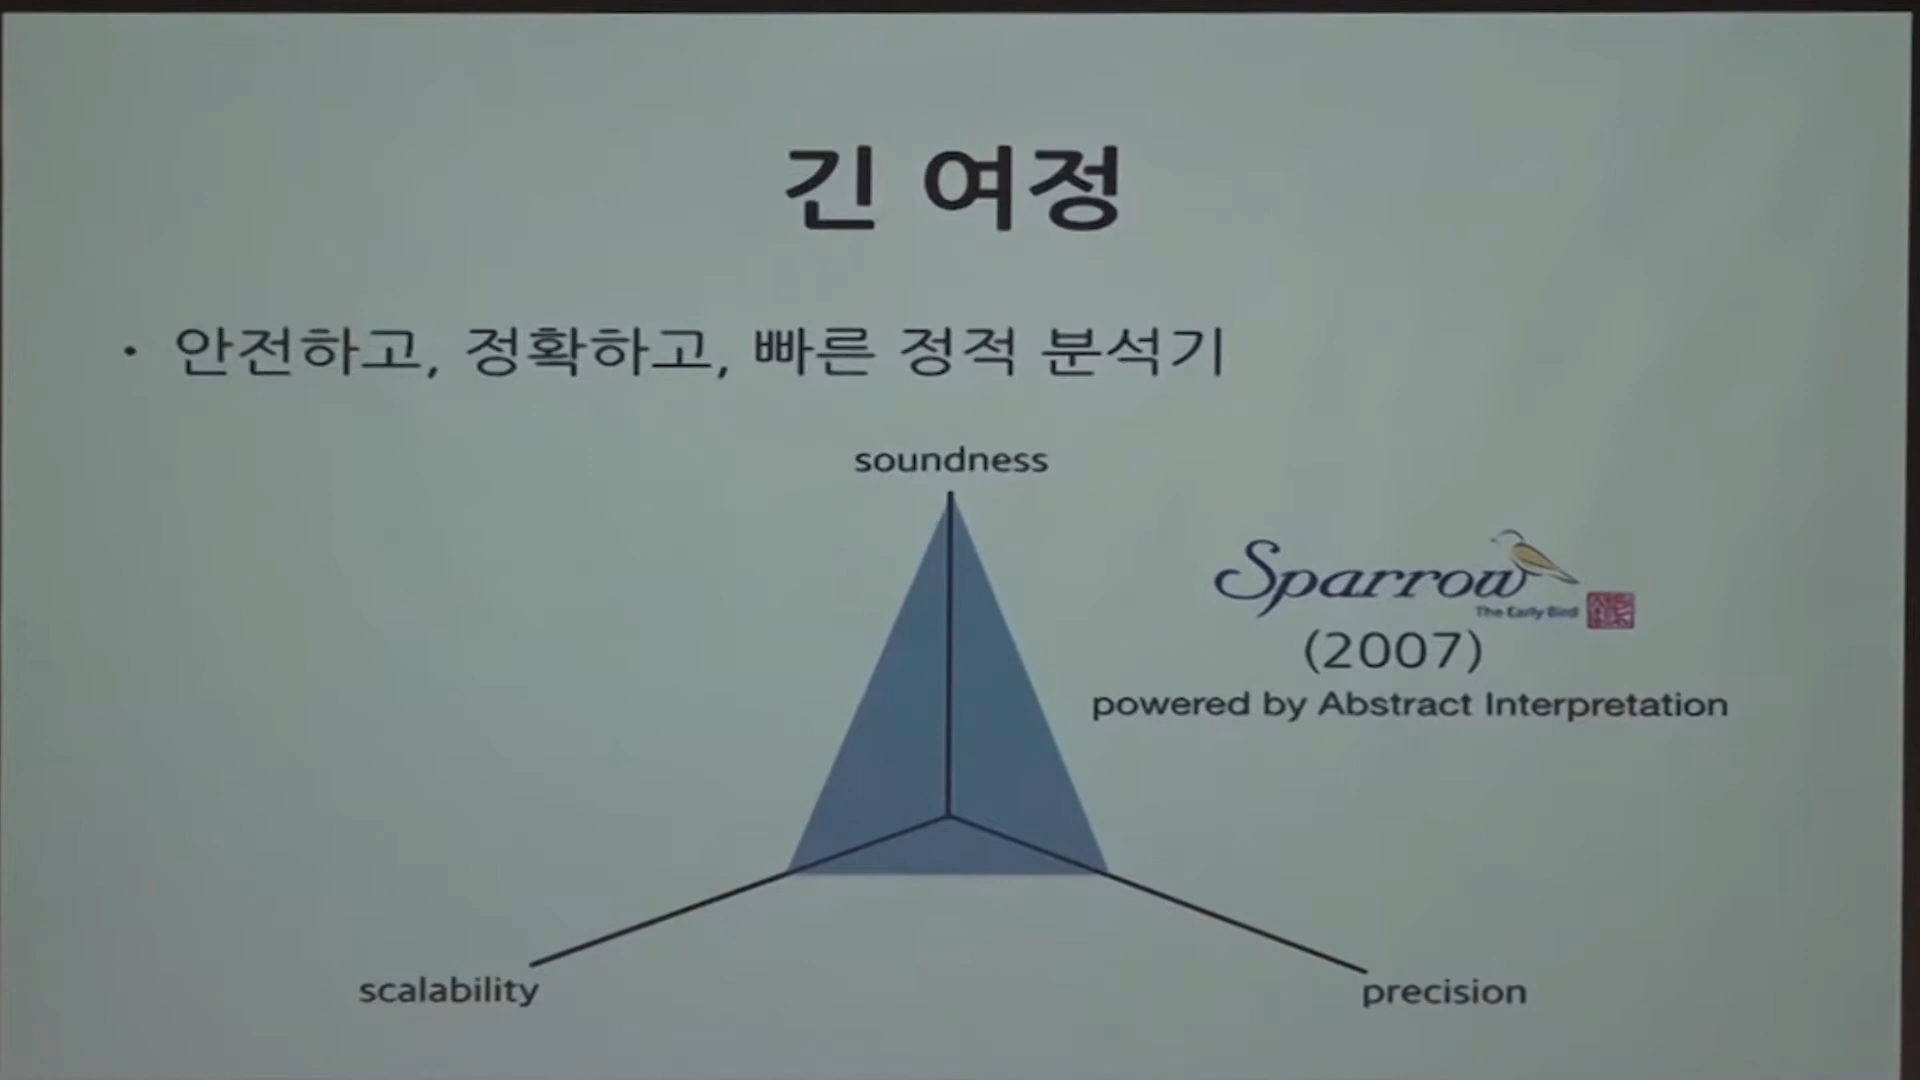 긴 여정
• 안전하고, 정확하고, 빠른 정적 분석기
soundness
Sparrow
The Early Bird
(2007)
powered by Abstract Interpretation
scalability
precision